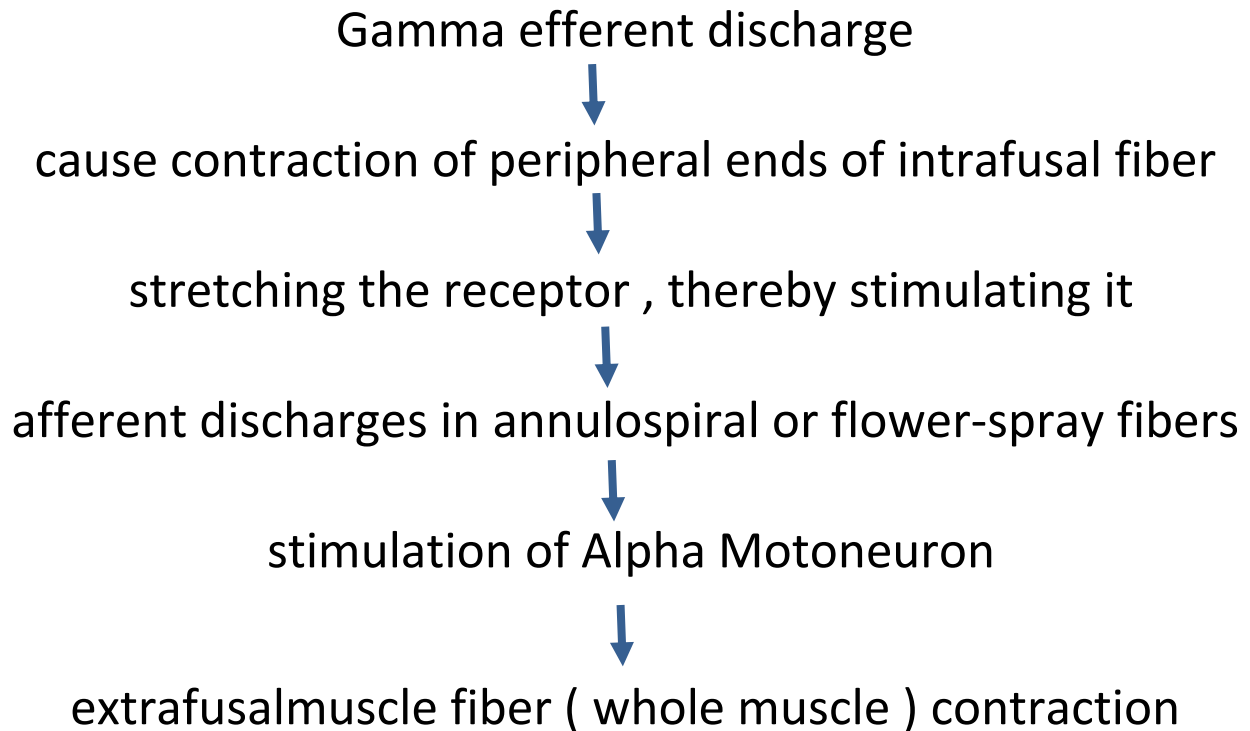 Gamma efferent discharge
cause contraction of peripheral ends of intrafusal fiber
stretching the receptor , thereby stimulating it
afferent discharges in annulospiral or flower-spray fibers
stimulation of Alpha Motoneuron
extrafusalmuscle fiber ( whole muscle ) contraction